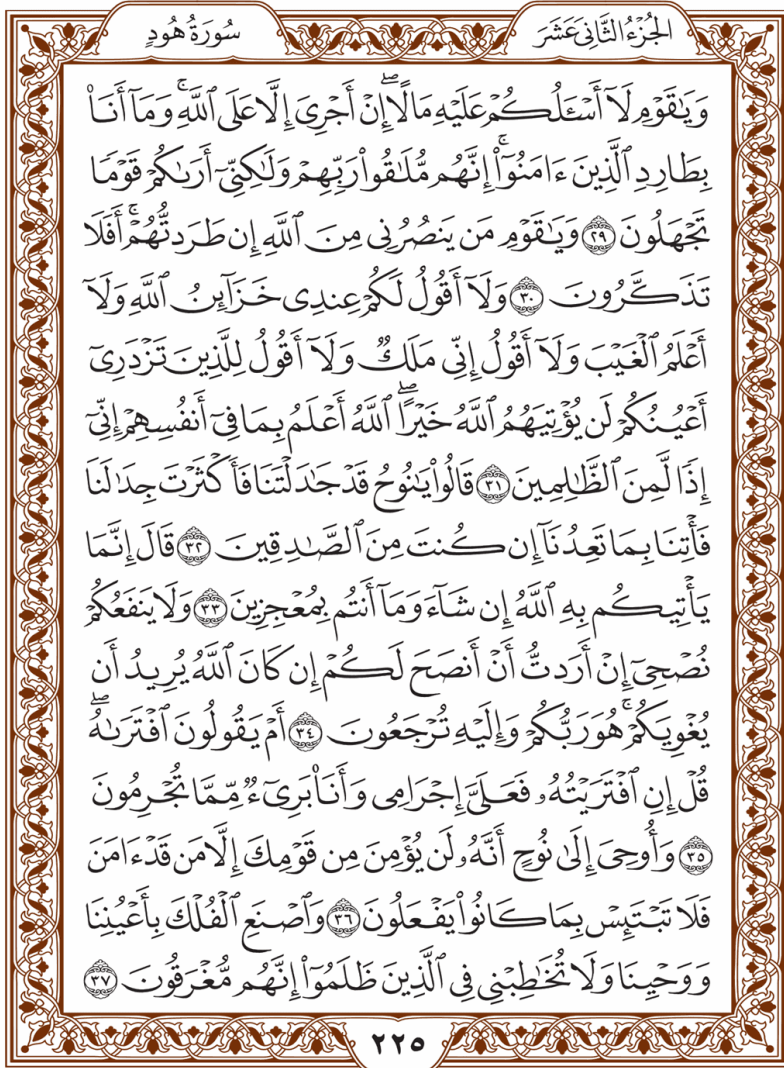 الجُزْءُ الثَّانِي عَشَرَ
سُورَةُ هُودٍ
وَيَٰقَوْمِ لَآ أَسْـَٔلُكُمْ عَلَيْهِ مَالًاۖ إِنْ أَجْرِىَ إِلَّا عَلَى ٱللَّهِۚ وَمَآ أَنَا۠
بِطَارِدِ ٱلَّذِينَ ءَامَنُوٓا۟ۚ إِنَّهُم مُّلَٰقُوا۟ رَبِّهِمْ وَلَٰكِنِّىٓ أَرَىٰكُمْ قَوْمًا
تَجْهَلُونَ ٢٩ وَيَٰقَوْمِ مَن يَنصُرُنِى مِنَ ٱللَّهِ إِن طَرَدتُّهُمْۚ أَفَلَا
تَذَكَّرُونَ ٣٠ وَلَآ أَقُولُ لَكُمْ عِندِى خَزَآئِنُ ٱللَّهِ وَلَآ
أَعْلَمُ ٱلْغَيْبَ وَلَآ أَقُولُ إِنِّى مَلَكٌ وَلَآ أَقُولُ لِلَّذِينَ تَزْدَرِىٓ
أَعْيُنُكُمْ لَن يُؤْتِيَهُمُ ٱللَّهُ خَيْرًاۖ ٱللَّهُ أَعْلَمُ بِمَا فِىٓ أَنفُسِهِمْ إِنِّىٓ
إِذًا لَّمِنَ ٱلظَّٰلِمِينَ ٣١ قَالُوا۟ يَٰنُوحُ قَدْ جَٰدَلْتَنَا فَأَكْثَرْتَ جِدَٰلَنَا
فَأْتِنَا بِمَا تَعِدُنَآ إِن كُنتَ مِنَ ٱلصَّٰدِقِينَ ٣٢ قَالَ إِنَّمَا
يَأْتِيكُم بِهِ ٱللَّهُ إِن شَآءَ وَمَآ أَنتُم بِمُعْجِزِينَ ٣٣ وَلَا يَنفَعُكُمْ
نُصْحِىٓ إِنْ أَرَدتُّ أَنْ أَنصَحَ لَكُمْ إِن كَانَ ٱللَّهُ يُرِيدُ أَن
يُغْوِيَكُمْۚ هُوَ رَبُّكُمْ وَإِلَيْهِ تُرْجَعُونَ ٣٤ أَمْ يَقُولُونَ ٱفْتَرَىٰهُۖ
قُلْ إِنِ ٱفْتَرَيْتُهُۥ فَعَلَىَّ إِجْرَامِى وَأَنَا۠ بَرِىٓءٌ مِّمَّا تُجْرِمُونَ
٣٥ وَأُوحِىَ إِلَىٰ نُوحٍ أَنَّهُۥ لَن يُؤْمِنَ مِن قَوْمِكَ إِلَّا مَن قَدْ ءَامَنَ
فَلَا تَبْتَئِسْ بِمَا كَانُوا۟ يَفْعَلُونَ ٣٦ وَٱصْنَعِ ٱلْفُلْكَ بِأَعْيُنِنَا
وَوَحْيِنَا وَلَا تُخَٰطِبْنِى فِى ٱلَّذِينَ ظَلَمُوٓا۟ إِنَّهُم مُّغْرَقُونَ ٣٧
٢٢٥